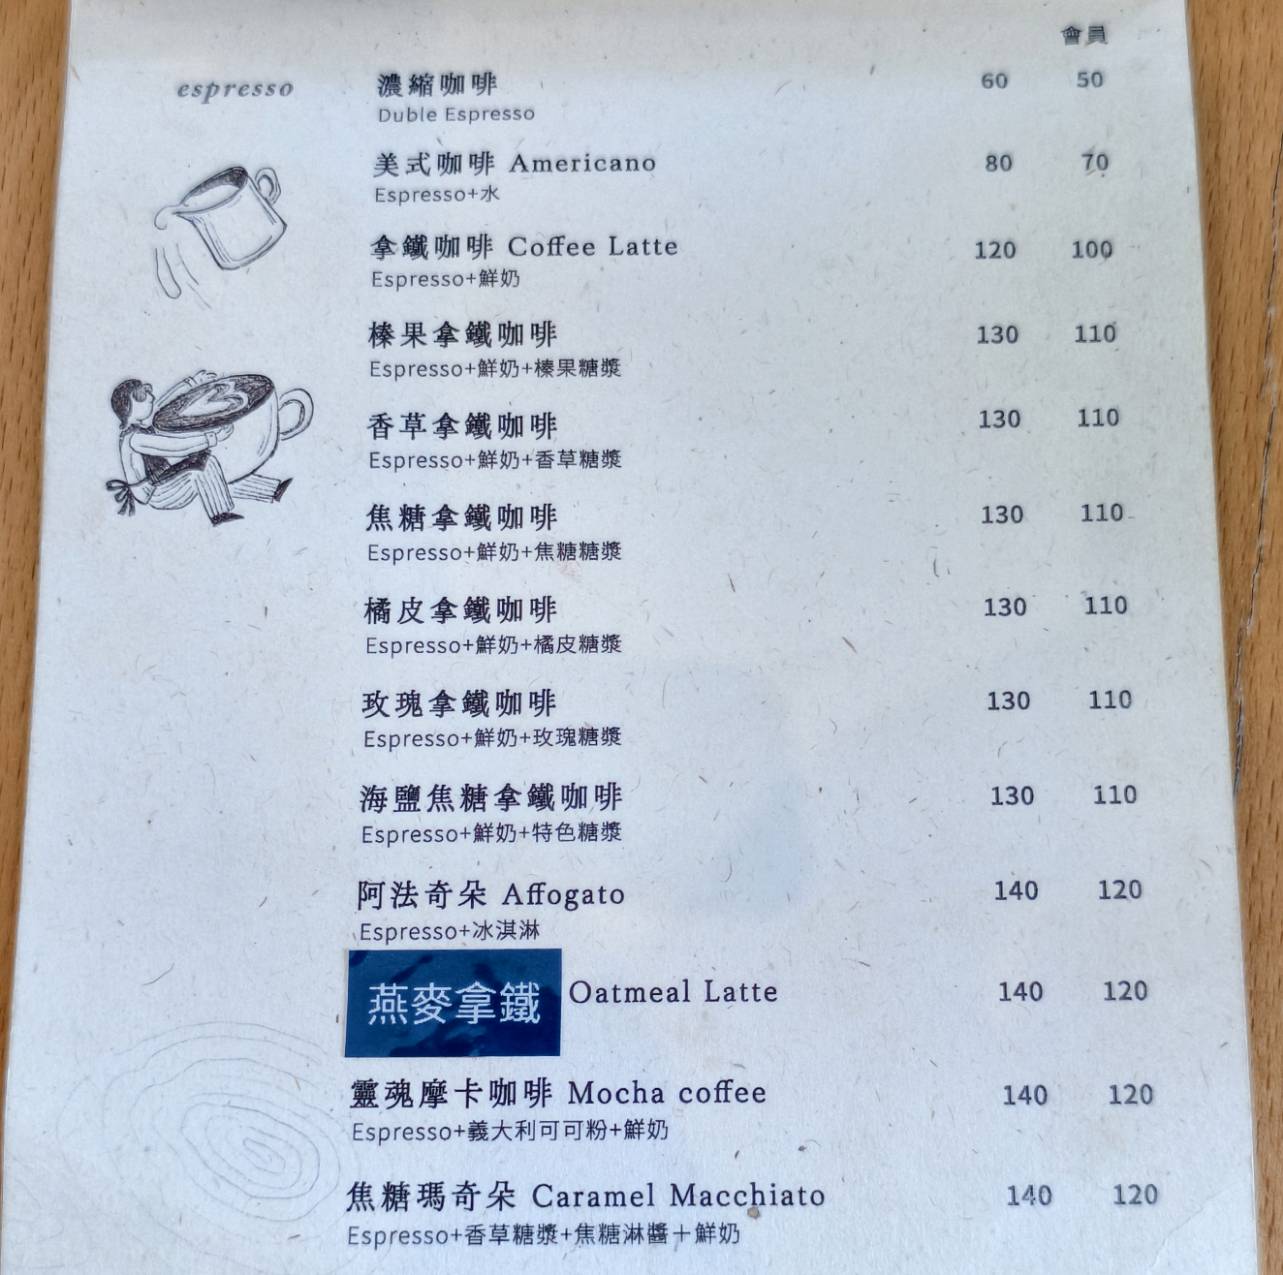 會員
espresso 濃縮咖啡 60 50
Duble Espresso
美式咖啡 Americano 80 70
Espresso+水
拿鐵咖啡 Coffee Latte 120 100
Espresso+鮮奶
榛果拿鐵咖啡 130 110
Espresso+鮮奶+榛果糖漿
香草拿鐵咖啡 130 110
Espresso+鮮奶+香草糖漿
焦糖拿鐵咖啡 130 110
Espresso+鮮奶+焦糖糖漿
橘皮拿鐵咖啡 130 110
Espresso+鮮奶+橘皮糖漿
玫瑰拿鐵咖啡 130 110
Espresso+鮮奶+玫瑰糖漿
海鹽焦糖拿鐵咖啡 130 110
Espresso+鮮奶+特色糖漿
阿法奇朵 Affogato 140 120
Espresso+冰淇淋
燕麥拿鐵 Oatmeal Latte 140 120
靈魂摩卡咖啡 Mocha coffee 140 120
Espresso+義大利可可粉+鮮奶
焦糖瑪奇朵 Caramel Macchiato 140 120
Espresso+香草糖漿+焦糖淋醬＋鮮奶